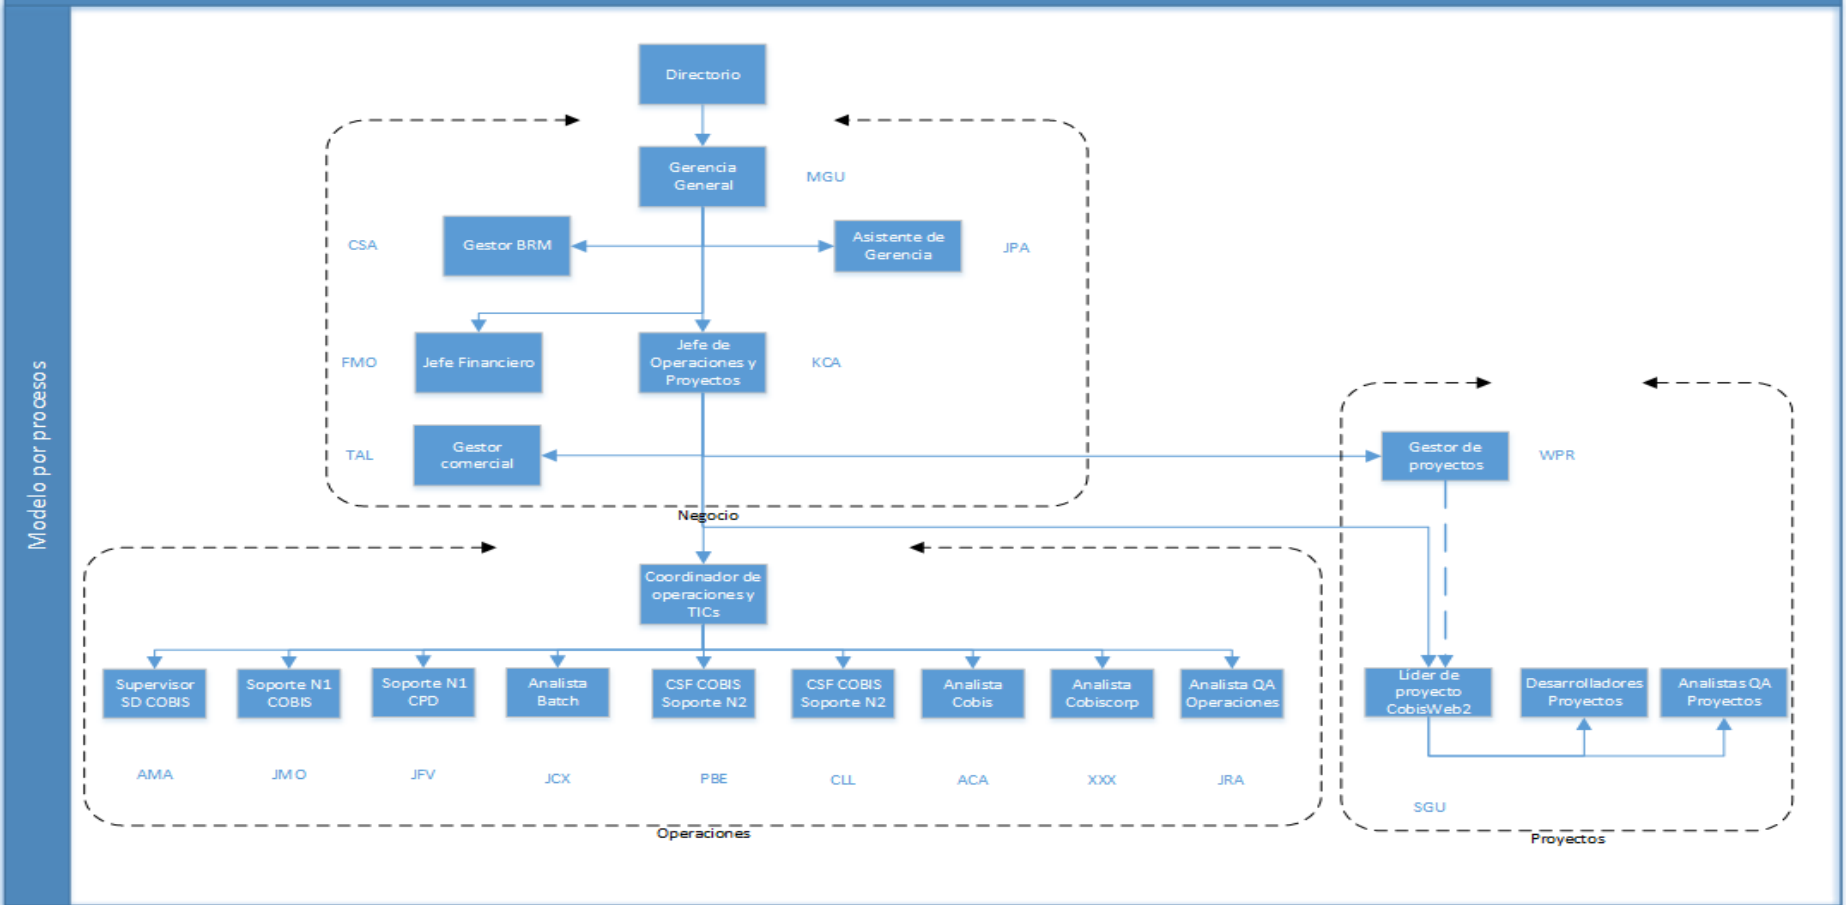 Modelo por procesos
Directorio
Gerencia
General
MGU
CSA
Gestor BRM
Asistente de
Gerencia
JPA
FMO
Jefe Financiero
Jefe de
Operaciones y
Proyectos
KCA
TAL
Gestor
comercial
Gestor de
proyectos
WPR
Negocio
Coordinador de
operaciones y
TICs
Supervisor
SD COBIS
Soporte N1
COBIS
Soporte N1
CPD
Analista
Batch
CSF COBIS
Soporte N2
CSF COBIS
Soporte N2
Analista
Cobis
Analista
Cobiscorp
Analista QA
Operaciones
Líder de
proyecto
CobisWeb2
Desarrolladores
Proyectos
Analistas QA
Proyectos
AMA
JMO
JFV
JCX
PBE
CLL
ACA
XXX
JRA
SGU
Operaciones
Proyectos